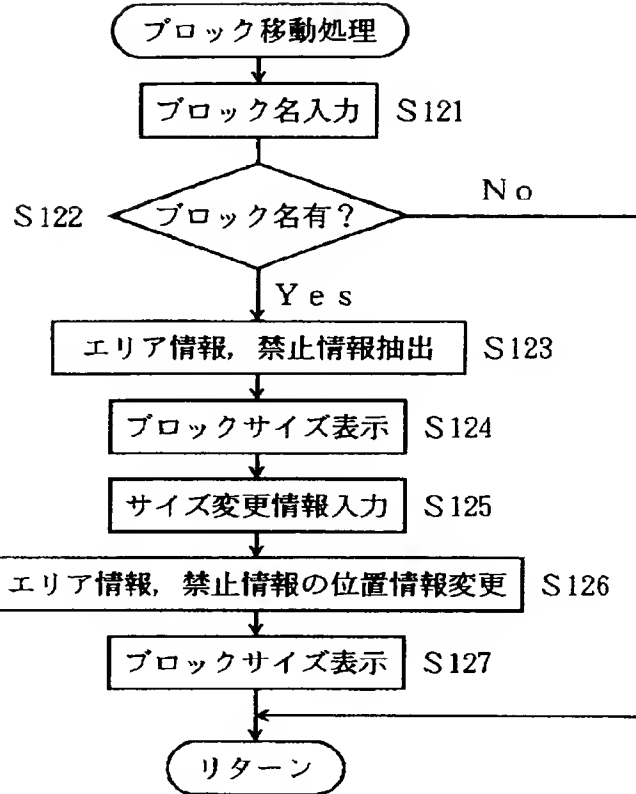 ブロック移動処理
ブロック名入力 S121
No
S122 ブロック名有?
Yes
エリア情報, 禁止情報抽出 S123
ブロックサイズ表示 S124
サイズ変更情報入力 S125
エリア情報, 禁止情報の位置情報変更 S126
ブロックサイズ表示 S127
リターン